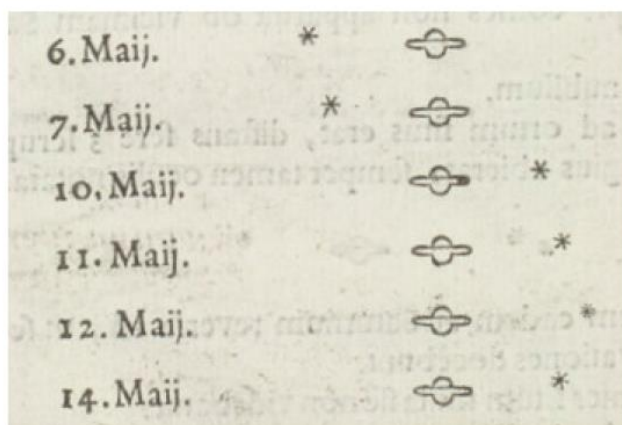 6. Maij. *
7. Maij. *
10. Maij. *
11. Maij. *
12. Maij. *
14. Maij. *